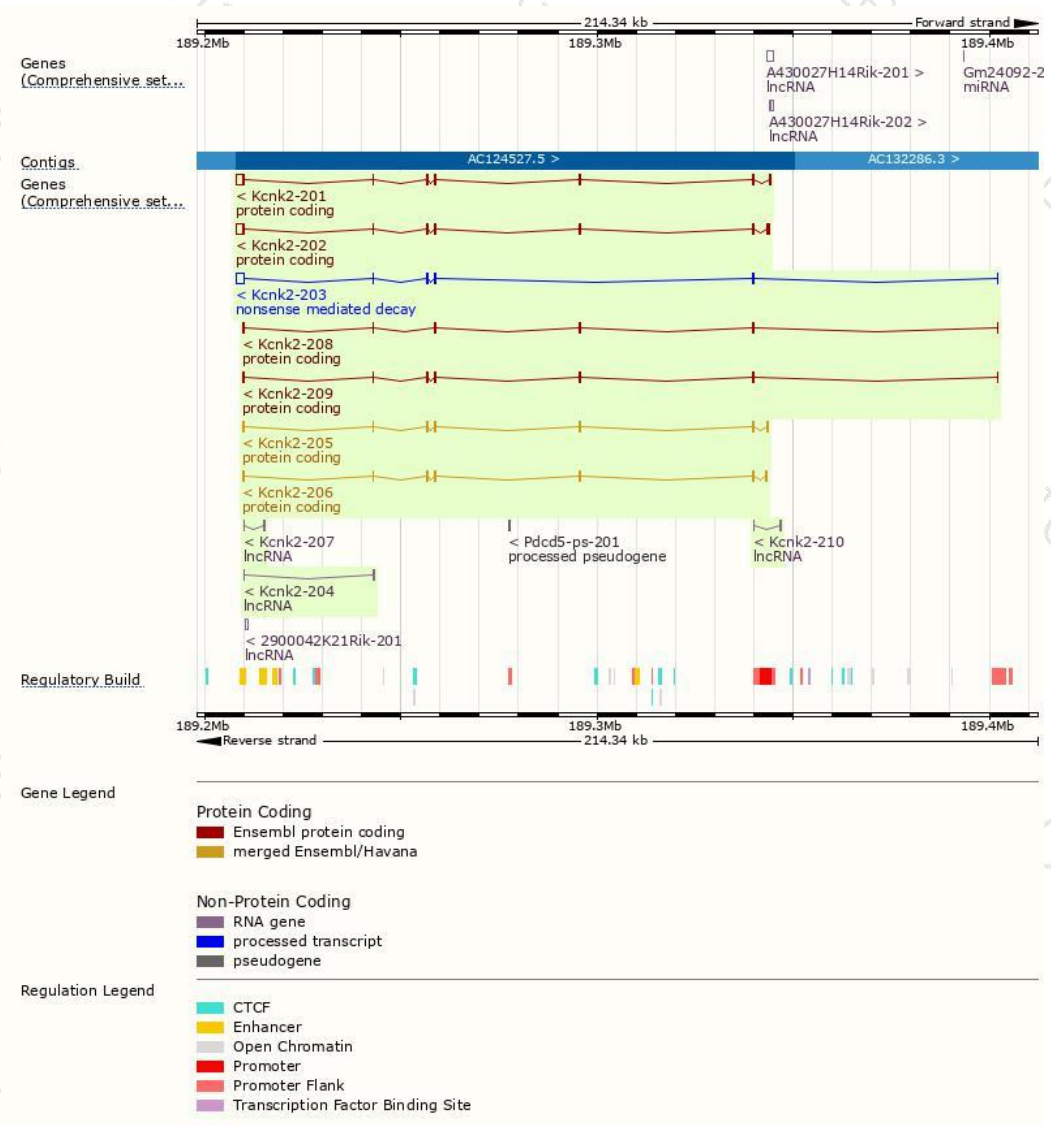 214.34 kb
Forward strand
189.2Mb
189.3Mb
189.4Mb
Genes
(Comprehensive set...
A430027H14Rik-201 >
lncRNA
Gm24092-2
miRNA
A430027H14Rik-202 >
lncRNA
Contigs
AC124527.5 >
AC132286.3 >
Genes
(Comprehensive set...
< Kcnk2-201
protein coding
< Kcnk2-202
protein coding
< Kcnk2-203
nonsense mediated decay
< Kcnk2-208
protein coding
< Kcnk2-209
protein coding
< Kcnk2-205
protein coding
< Kcnk2-206
protein coding
< Kcnk2-207
lncRNA
< Pdcd5-ps-201
processed pseudogene
< Kcnk2-210
lncRNA
< Kcnk2-204
lncRNA
< 2900042K21Rik-201
lncRNA
Regulatory Build
189.2Mb
189.3Mb
189.4Mb
Reverse strand
214.34 kb
Gene Legend
Protein Coding
Ensembl protein coding
merged Ensembl/Havana
Non-Protein Coding
RNA gene
processed transcript
pseudogene
Regulation Legend
CTCF
Enhancer
Open Chromatin
Promoter
Promoter Flank
Transcription Factor Binding Site